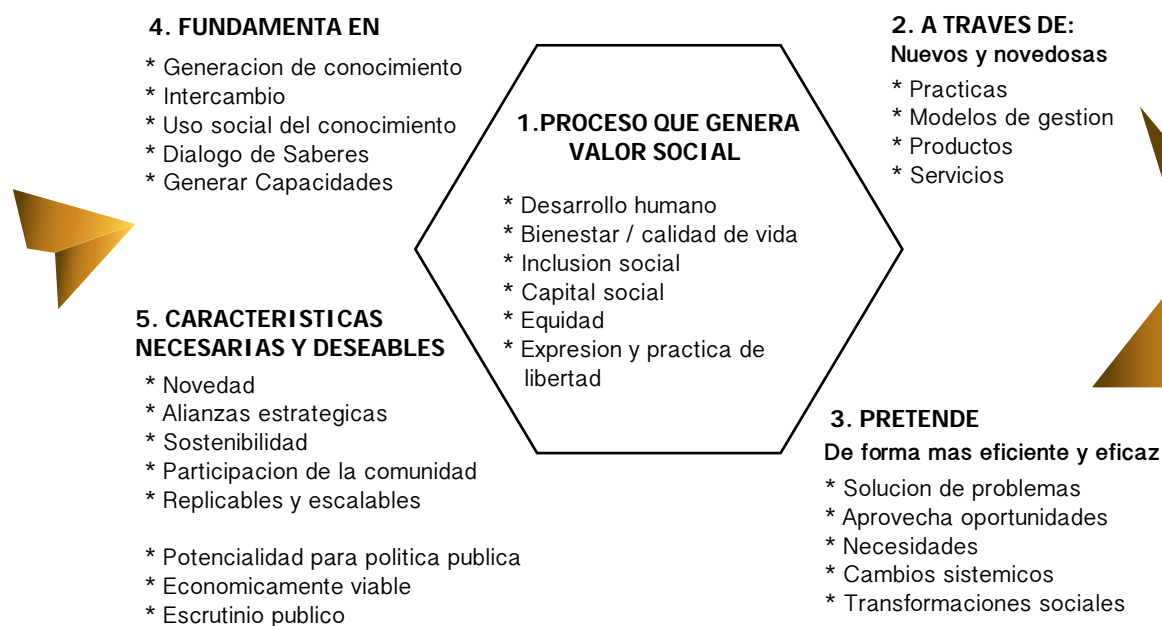 4. FUNDAMENTA EN
* Generacion de conocimiento
* Intercambio
* Uso social del conocimiento
* Dialogo de Saberes
* Generar Capacidades
1.PROCESO QUE GENERA
VALOR SOCIAL
* Desarrollo humano
* Bienestar / calidad de vida
* Inclusion social
* Capital social
* Equidad
* Expresion y practica de
libertad
2. A TRAVES DE:
Nuevos y novedosas
* Practicas
* Modelos de gestion
* Productos
* Servicios
5. CARACTERISTICAS
NECESARIAS Y DESEABLES
* Novedad
* Alianzas estrategicas
* Sostenibilidad
* Participacion de la comunidad
* Replicables y escalables
* Potencialidad para politica publica
* Economicamente viable
* Escrutinio publico
3. PRETENDE
De forma mas eficiente y eficaz
* Solucion de problemas
* Aprovecha oportunidades
* Necesidades
* Cambios sistemicos
* Transformaciones sociales